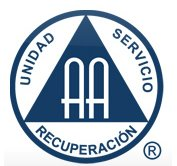 UNIDAD
SERVICIO
AA
RECUPERACIÓN
®